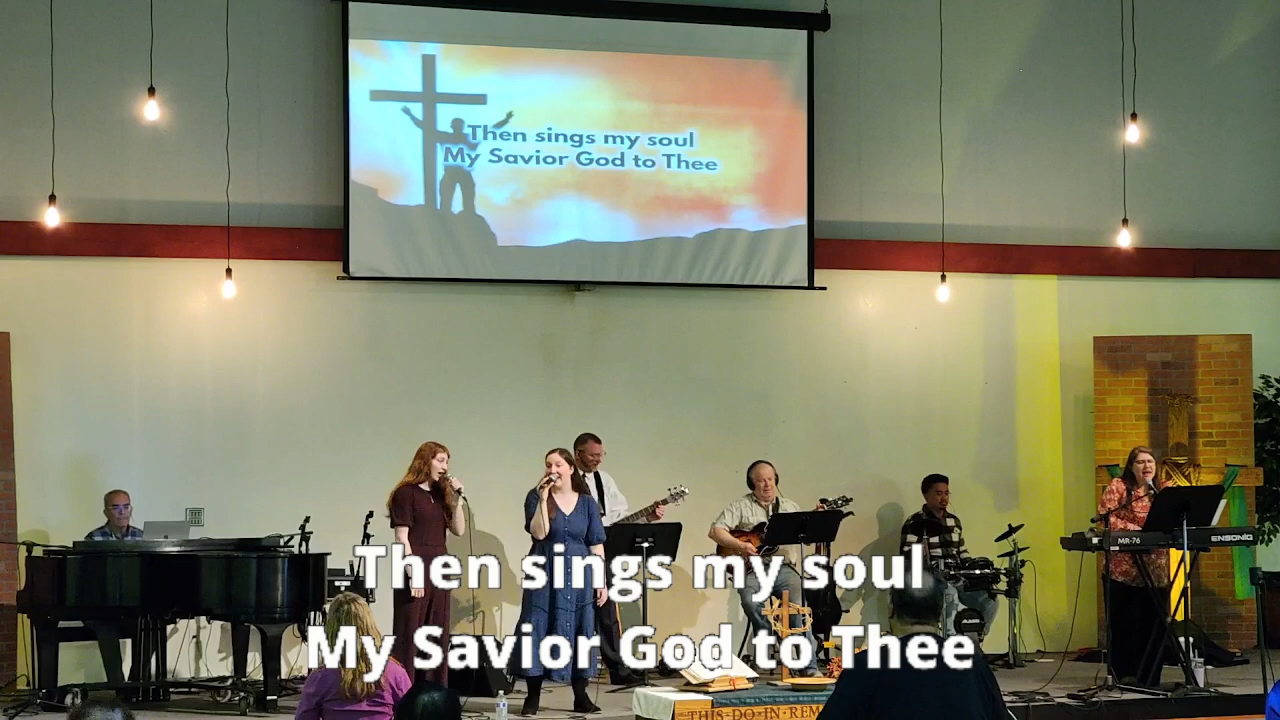 Then sings my soul
My Savior God to Thee
MR-76
ensoniq
Then sings my soul
My Savior God to Thee
THIS·DO·IN·REM